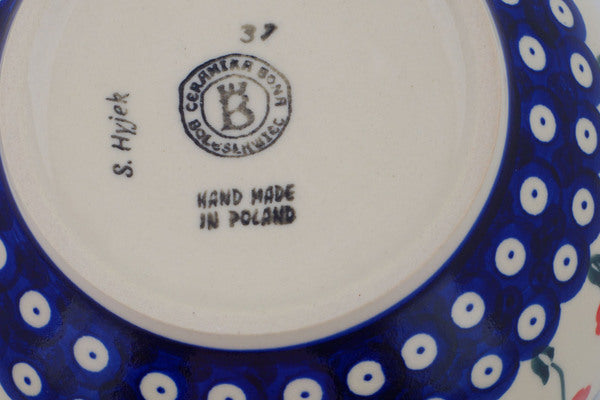 37
CERAMIKA BONA
B
BOLESŁAWIEC
S. Hyjek
HAND MADE
IN POLAND